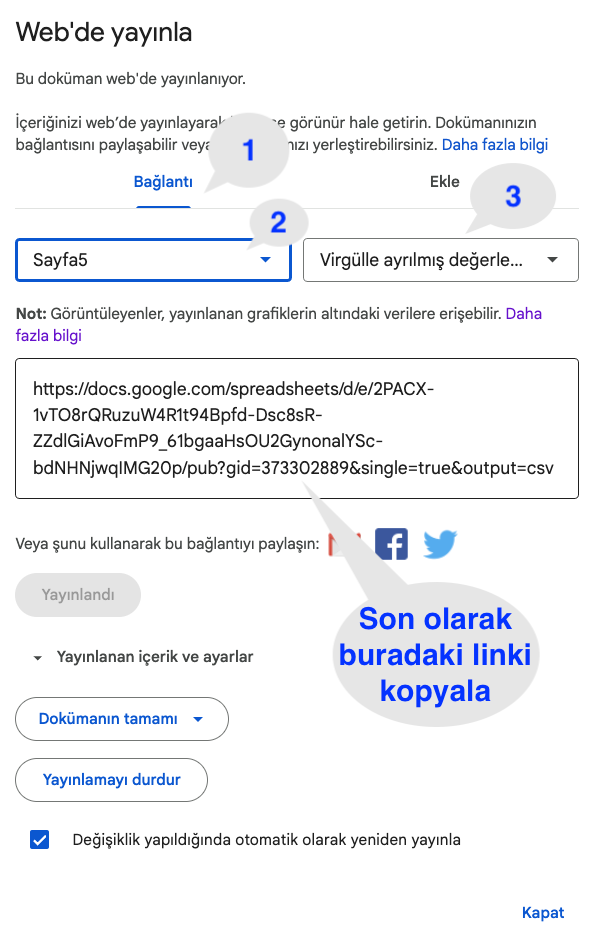 Web'de yayınla
Bu doküman web'de yayınlanıyor.
İçeriğinizi web'de yayınlayarak görünür hale getirin. Dokümanınızın
bağlantısını paylaşabilir veya yerleştirebilirsiniz. Daha fazla bilgi
1
Bağlantı
Ekle
3
2
Sayfa5
Virgülle ayrılmış değerle...
Not: Görüntüleyenler, yayınlanan grafiklerin altındaki verilere erişebilir. Daha
fazla bilgi
https://docs.google.com/spreadsheets/d/e/2PACX-
1vTO8rQRuzuW4R1t94Bpfd-Dsc8sR-
ZZdlGiAvoFmP9_61bgaaHsOU2GynonalYSc-
bdNHNjwqIMG20p/pub?gid=373302889&single=true&output=csv
Veya şunu kullanarak bu bağlantıyı paylaşın:
Yayınlandı
Son olarak
buradaki linki
kopyala
Yayınlanan içerik ve ayarlar
Dokümanın tamamı
Yayınlamayı durdur
Değişiklik yapıldığında otomatik olarak yeniden yayınla
Kapat